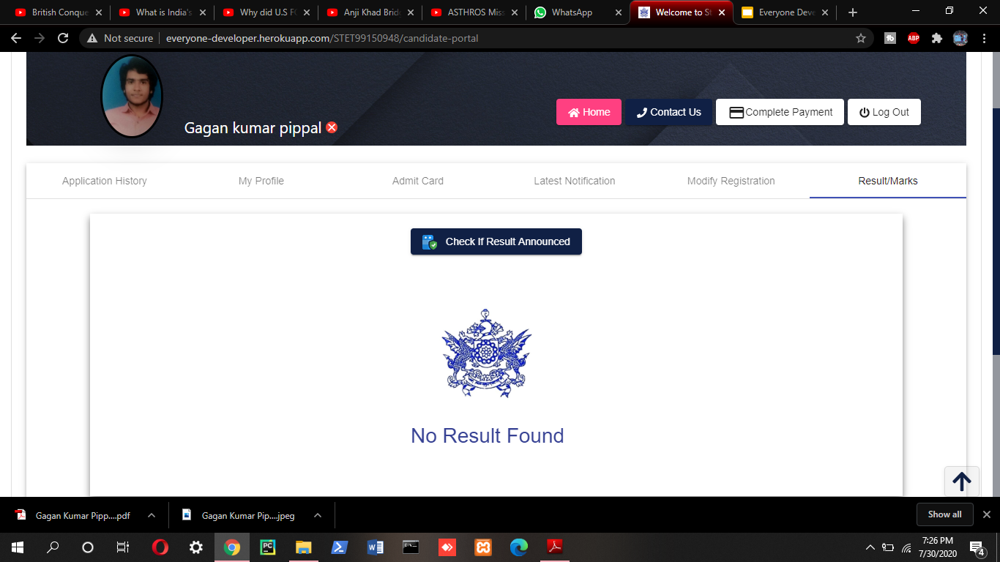 British Conque
What is India's
Why did U.S FO
Anji Khad Bridg
ASTHROS Miss
WhatsApp
Welcome to St
Everyone Deve
Not secure
everyone-developer.herokuapp.com/STET99150948/candidate-portal
ABP
Gagan kumar pippal
Home
Contact Us
Complete Payment
Log Out
Application History
My Profile
Admit Card
Latest Notification
Modify Registration
Result/Marks
Check If Result Announced
No Result Found
Gagan Kumar Pipp....pdf
Gagan Kumar Pip....jpeg
Show all
PC
7:26 PM
7/30/2020
4